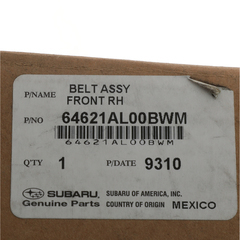 P/NAME BELT ASSY
FRONT RH
P/NO 64621AL00BWM
64621AL00BWM
Q'TY 1 P/DATE 9310
SUBARU SUBARU OF AMERICA, INC.
Genuine Parts COUNTRY OF ORIGIN MEXICO